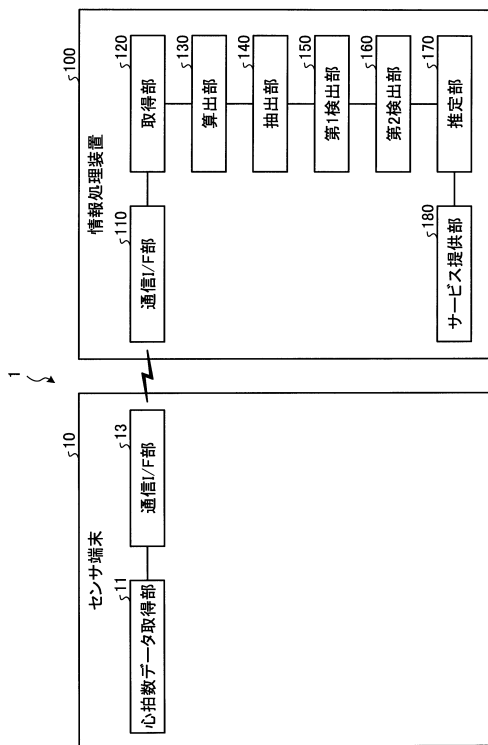 1
10
センサ端末
11
心拍数データ取得部
13
通信I/F部
100
情報処理装置
110
通信I/F部
120
取得部
130
算出部
140
抽出部
150
第1検出部
160
第2検出部
170
推定部
180
サービス提供部